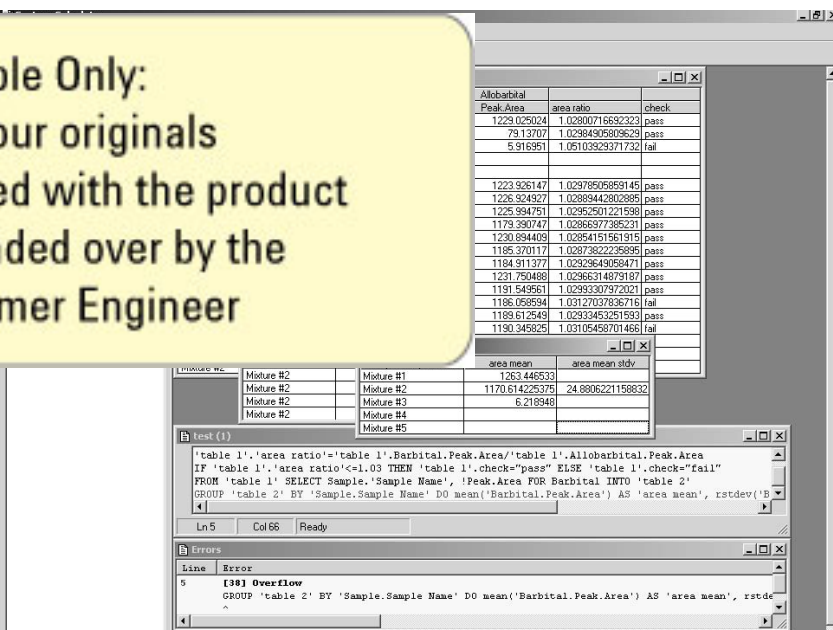 ple Only:
our originals
ed with the product
nded over by the
mer Engineer
Allobarbital
Peak.Area area ratio check
1229.025024 1.02800716692323 pass
79.13707 1.02984905809629 pass
5.916951 1.05103929371732 fail
1223.926147 1.02978505859145 pass
1226.924927 1.02889442802885 pass
1225.994751 1.02952501221598 pass
1179.390747 1.02866977385231 pass
1230.894409 1.02854151561915 pass
1185.370117 1.02873822235895 pass
1184.911377 1.02929649058471 pass
1231.750488 1.02966314879187 pass
1191.549561 1.02993307972021 pass
1186.058594 1.03127037836716 fail
1189.612549 1.02933453251593 pass
1190.345825 1.03105458701466 fail
Mixture #2
Mixture #2
Mixture #2
Mixture #2
Mixture #2
area mean area mean stdv
Mixture #1 1263.446533
Mixture #2 1170.614225375 24.8806221158832
Mixture #3 6.218948
Mixture #4
Mixture #5
test (1)
'table 1'.'area ratio'='table 1'.Barbital.Peak.Area/'table 1'.Allobarbital.Peak.Area
IF 'table 1'.'area ratio'<=1.03 THEN 'table 1'.check="pass" ELSE 'table 1'.check="fail"
FROM 'table 1' SELECT Sample.'Sample Name', !Peak.Area FOR Barbital INTO 'table 2'
GROUP 'table 2' BY 'Sample.Sample Name' DO mean('Barbital.Peak.Area') AS 'area mean', rstdev('B
Ln 5 Col 66 Ready
Errors
Line Error
5 [38] Overflow
GROUP 'table 2' BY 'Sample.Sample Name' DO mean('Barbital.Peak.Area') AS 'area mean', rstde
^